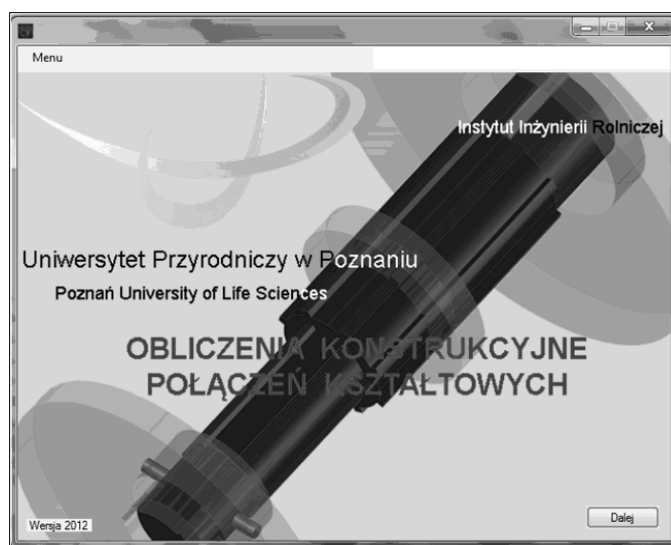 Menu
Instytut Inżynierii Rolniczej
Uniwersytet Przyrodniczy w Poznaniu
Poznań University of Life Sciences
OBLICZENIA KONSTRUKCYJNE
POŁĄCZEŃ KSZTAŁTOWYCH
Wersja 2012
Dalej